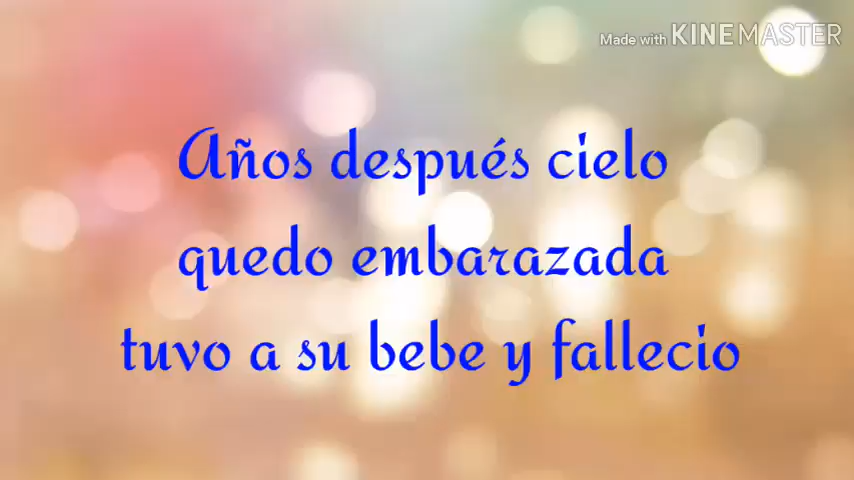 Made with KINEMASTER
Años después cielo
quedo embarazada
tuvo a su bebe y fallecio